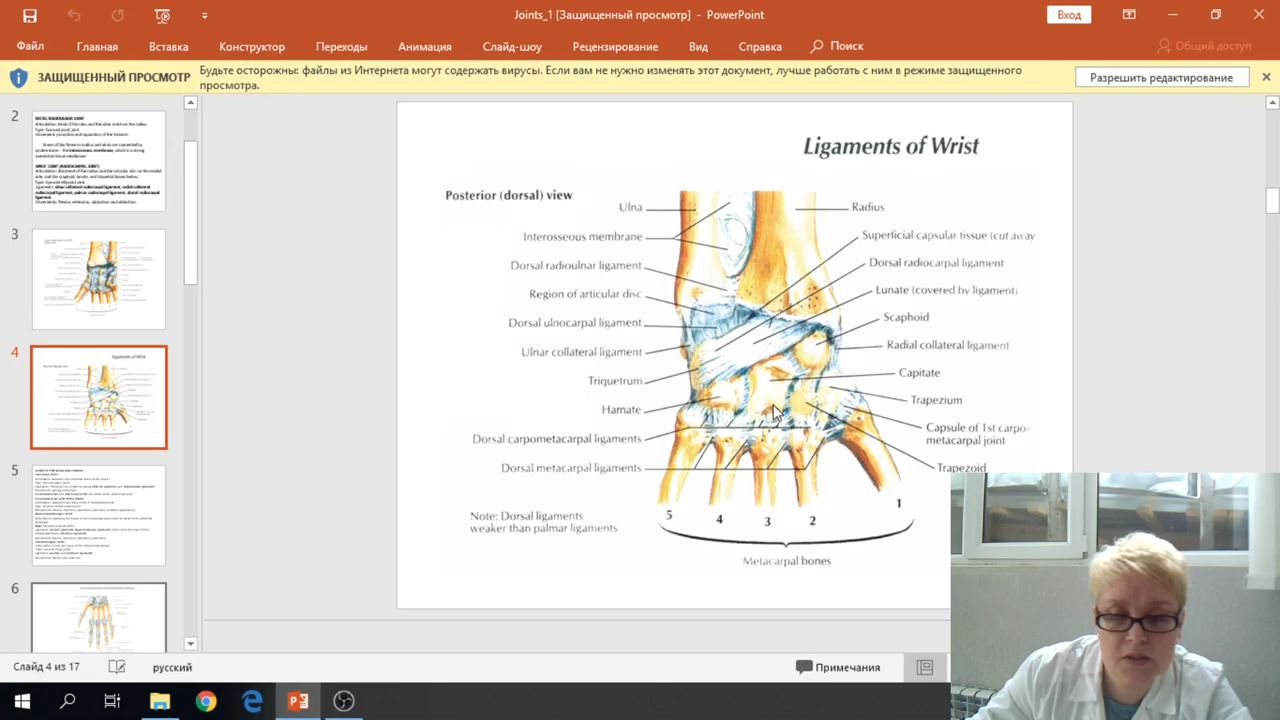 Joints_1 [Защищенный просмотр] - PowerPoint
Вход
Файл
Главная
Вставка
Конструктор
Переходы
Анимация
Слайд-шоу
Рецензирование
Вид
Справка
Поиск
Общий доступ
ЗАЩИЩЕННЫЙ ПРОСМОТР
Будьте осторожны: файлы из Интернета могут содержать вирусы. Если вам не нужно изменять этот документ, лучше работать с ним в режиме защищенного
просмотра.
Разрешить редактирование
2
3
4
5
6
Ligaments of Wrist
Posterior (dorsal) view
Ulna
Interosseous membrane
Dorsal radioulnar ligament
Region of articular disc
Dorsal ulnocarpal ligament
Ulnar collateral ligament
Triquetrum
Hamate
Dorsal carpometacarpal ligaments
Dorsal metacarpal ligaments
Radius
Superficial capsular tissue (cut away
Dorsal radiocarpal ligament
Lunate (covered by ligament)
Scaphoid
Radial collateral ligament
Capitate
Trapezium
Capsule of 1st carpo-
metacarpal joint
Trapezoid
Note: Dorsal ligaments
weaker than palmar ligaments
5
4
3
2
1
Metacarpal bones
Слайд 4 из 17
русский
Примечания